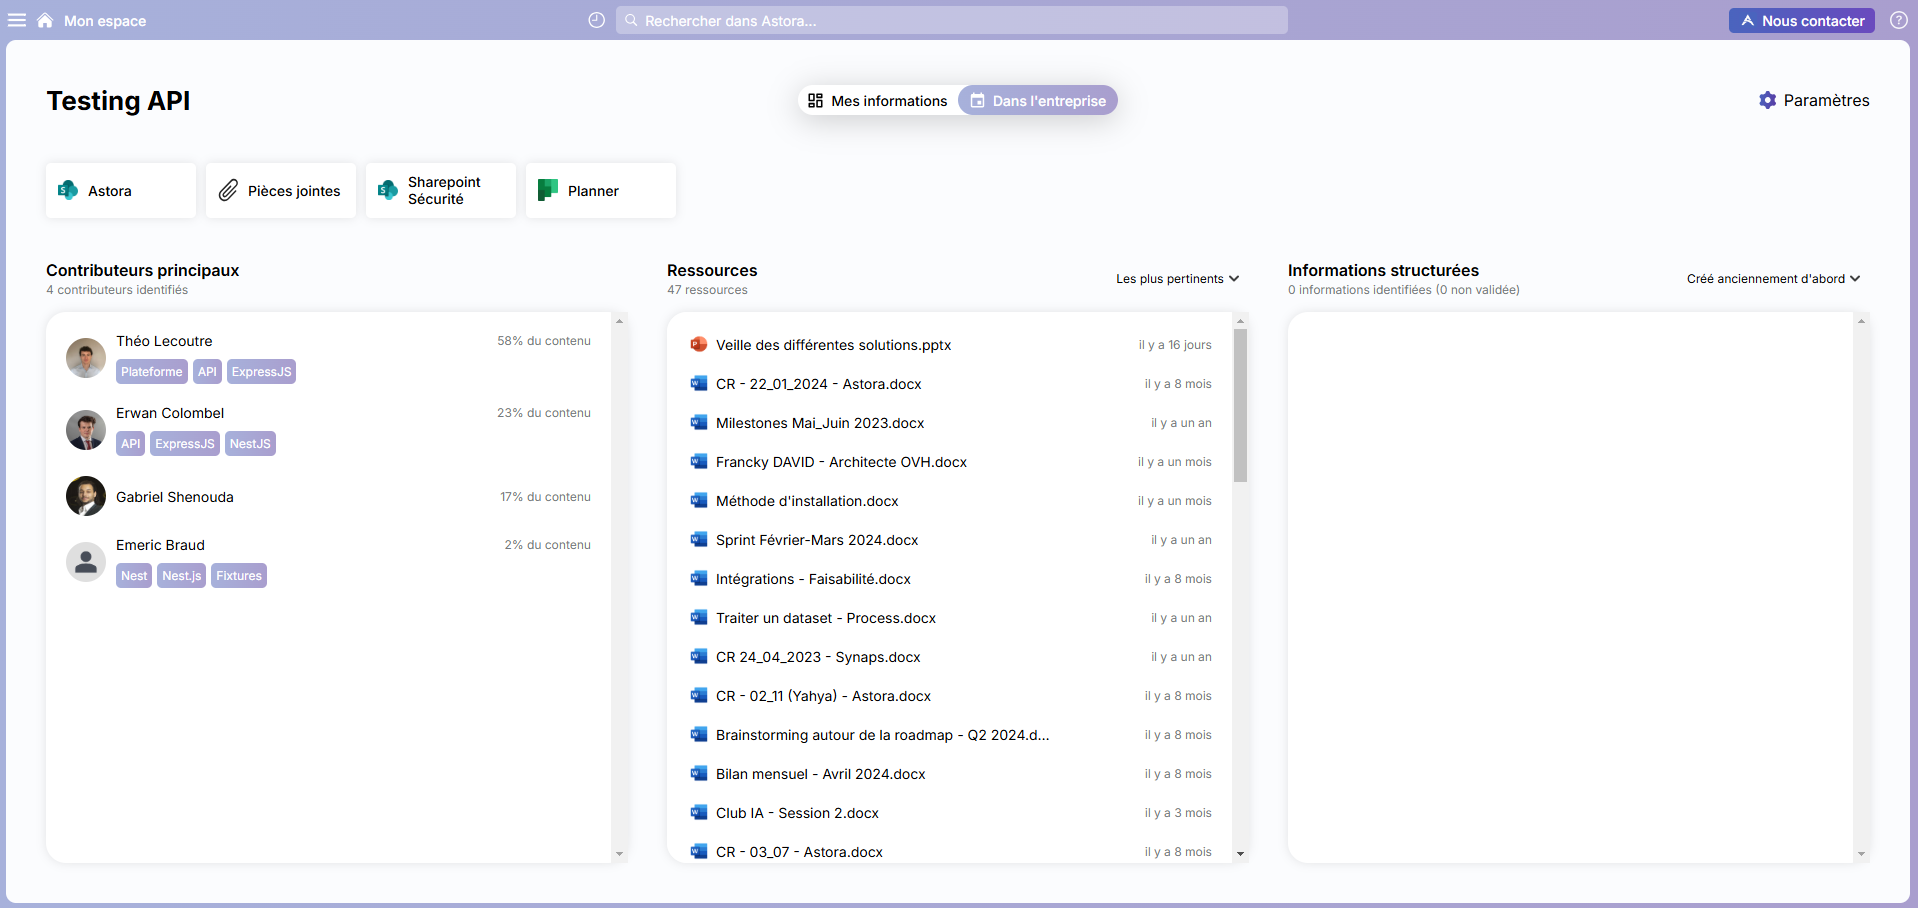 Mon espace
Rechercher dans Astora...
Nous contacter
Testing API
Mes informations
Dans l'entreprise
Paramètres
Astora
Pièces jointes
Sharepoint
Sécurité
Planner
Contributeurs principaux
4 contributeurs identifiés
Théo Lecoutre
58% du contenu
Plateforme API ExpressJS
Erwan Colombel
23% du contenu
API ExpressJS NestJS
Gabriel Shenouda
17% du contenu
Emeric Braud
2% du contenu
Nest Nest.js Fixtures
Ressources
47 ressources
Les plus pertinents
Veille des différentes solutions.pptx
il y a 16 jours
CR - 22_01_2024 - Astora.docx
il y a 8 mois
Milestones Mai_Juin 2023.docx
il y a un an
Francky DAVID - Architecte OVH.docx
il y a un mois
Méthode d'installation.docx
il y a un mois
Sprint Février-Mars 2024.docx
il y a un an
Intégrations - Faisabilité.docx
il y a 8 mois
Traiter un dataset - Process.docx
il y a un an
CR 24_04_2023 - Synaps.docx
il y a un an
CR - 02_11 (Yahya) - Astora.docx
il y a 8 mois
Brainstorming autour de la roadmap - Q2 2024.d...
il y a 8 mois
Bilan mensuel - Avril 2024.docx
il y a 8 mois
Club IA - Session 2.docx
il y a 3 mois
CR - 03_07 - Astora.docx
il y a 8 mois
Informations structurées
0 informations identifiées (0 non validée)
Créé anciennement d'abord